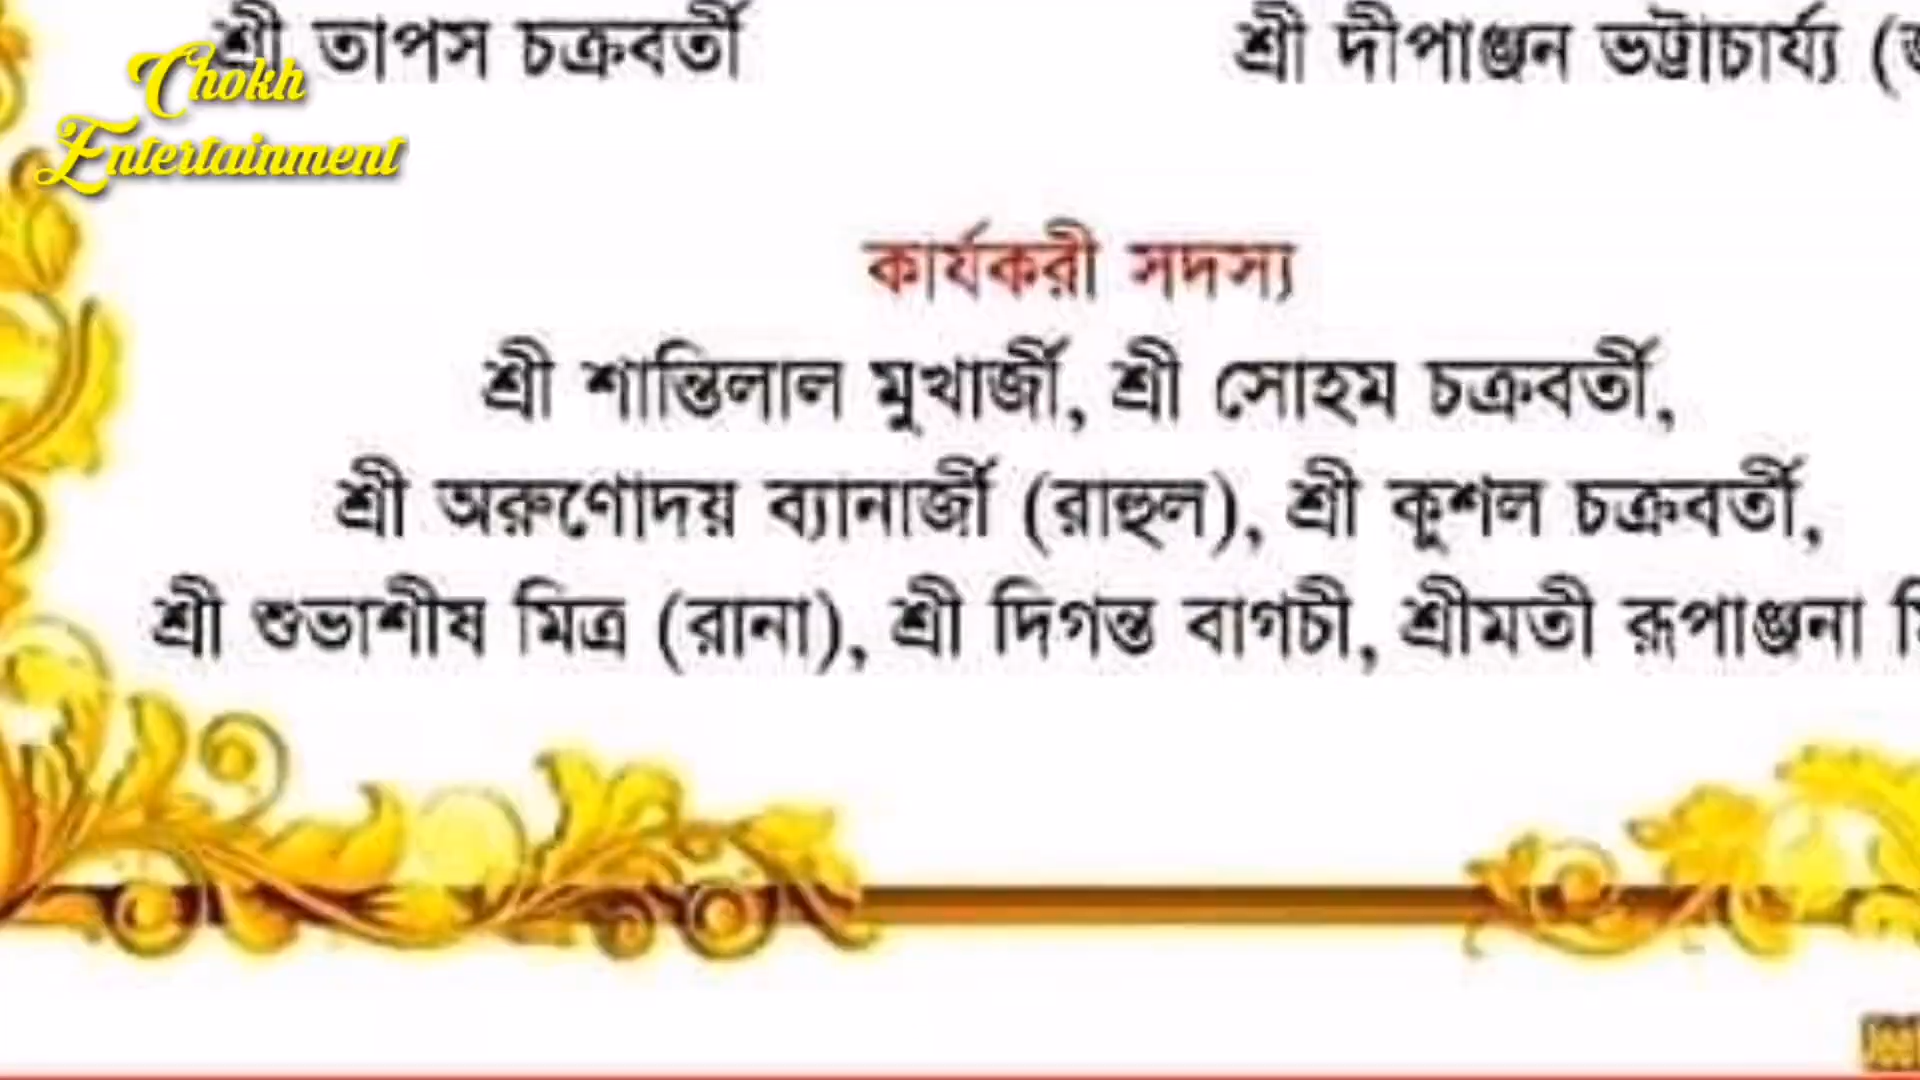 শ্রী তাপস চক্রবর্তী শ্রী দীপাঞ্জন ভট্টাচার্য্য
Chokh
Entertainment
কার্যকরী সদস্য
শ্রী শান্তিলাল মুখার্জী, শ্রী সোহম চক্রবর্তী,
শ্রী অরুণোদয় ব্যানার্জী (রাহুল), শ্রী কুশল চক্রবর্তী,
শ্রী শুভাশীষ মিত্র (রানা), শ্রী দিগন্ত বাগচী, শ্রীমতী রূপাঞ্জনা